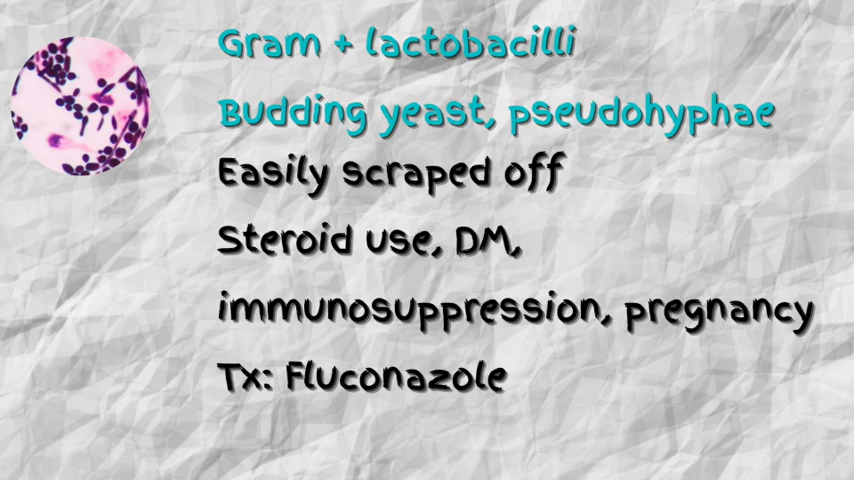 Gram + lactobacilli
Budding yeast, pseudohyphae
Easily scraped off
Steroid use, DM,
immunosuppression, pregnancy
Tx: Fluconazole